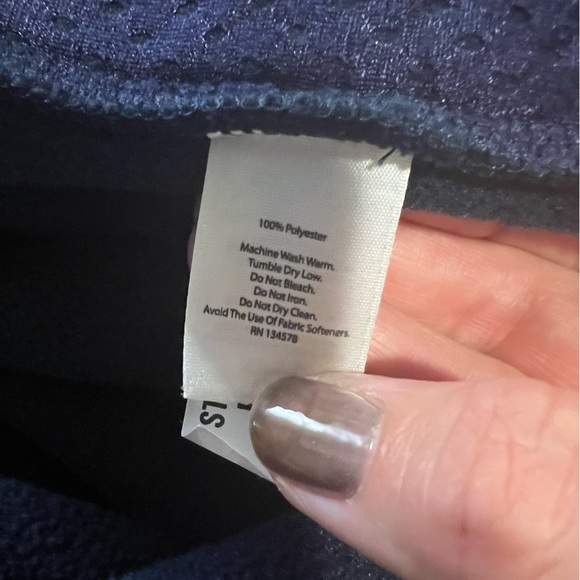 100% Polyester
Machine Wash Warm.
Tumble Dry Low.
Do Not Bleach.
Do Not Iron.
Do Not Dry Clean.
Avoid The Use Of Fabric Softeners.
RN 134578